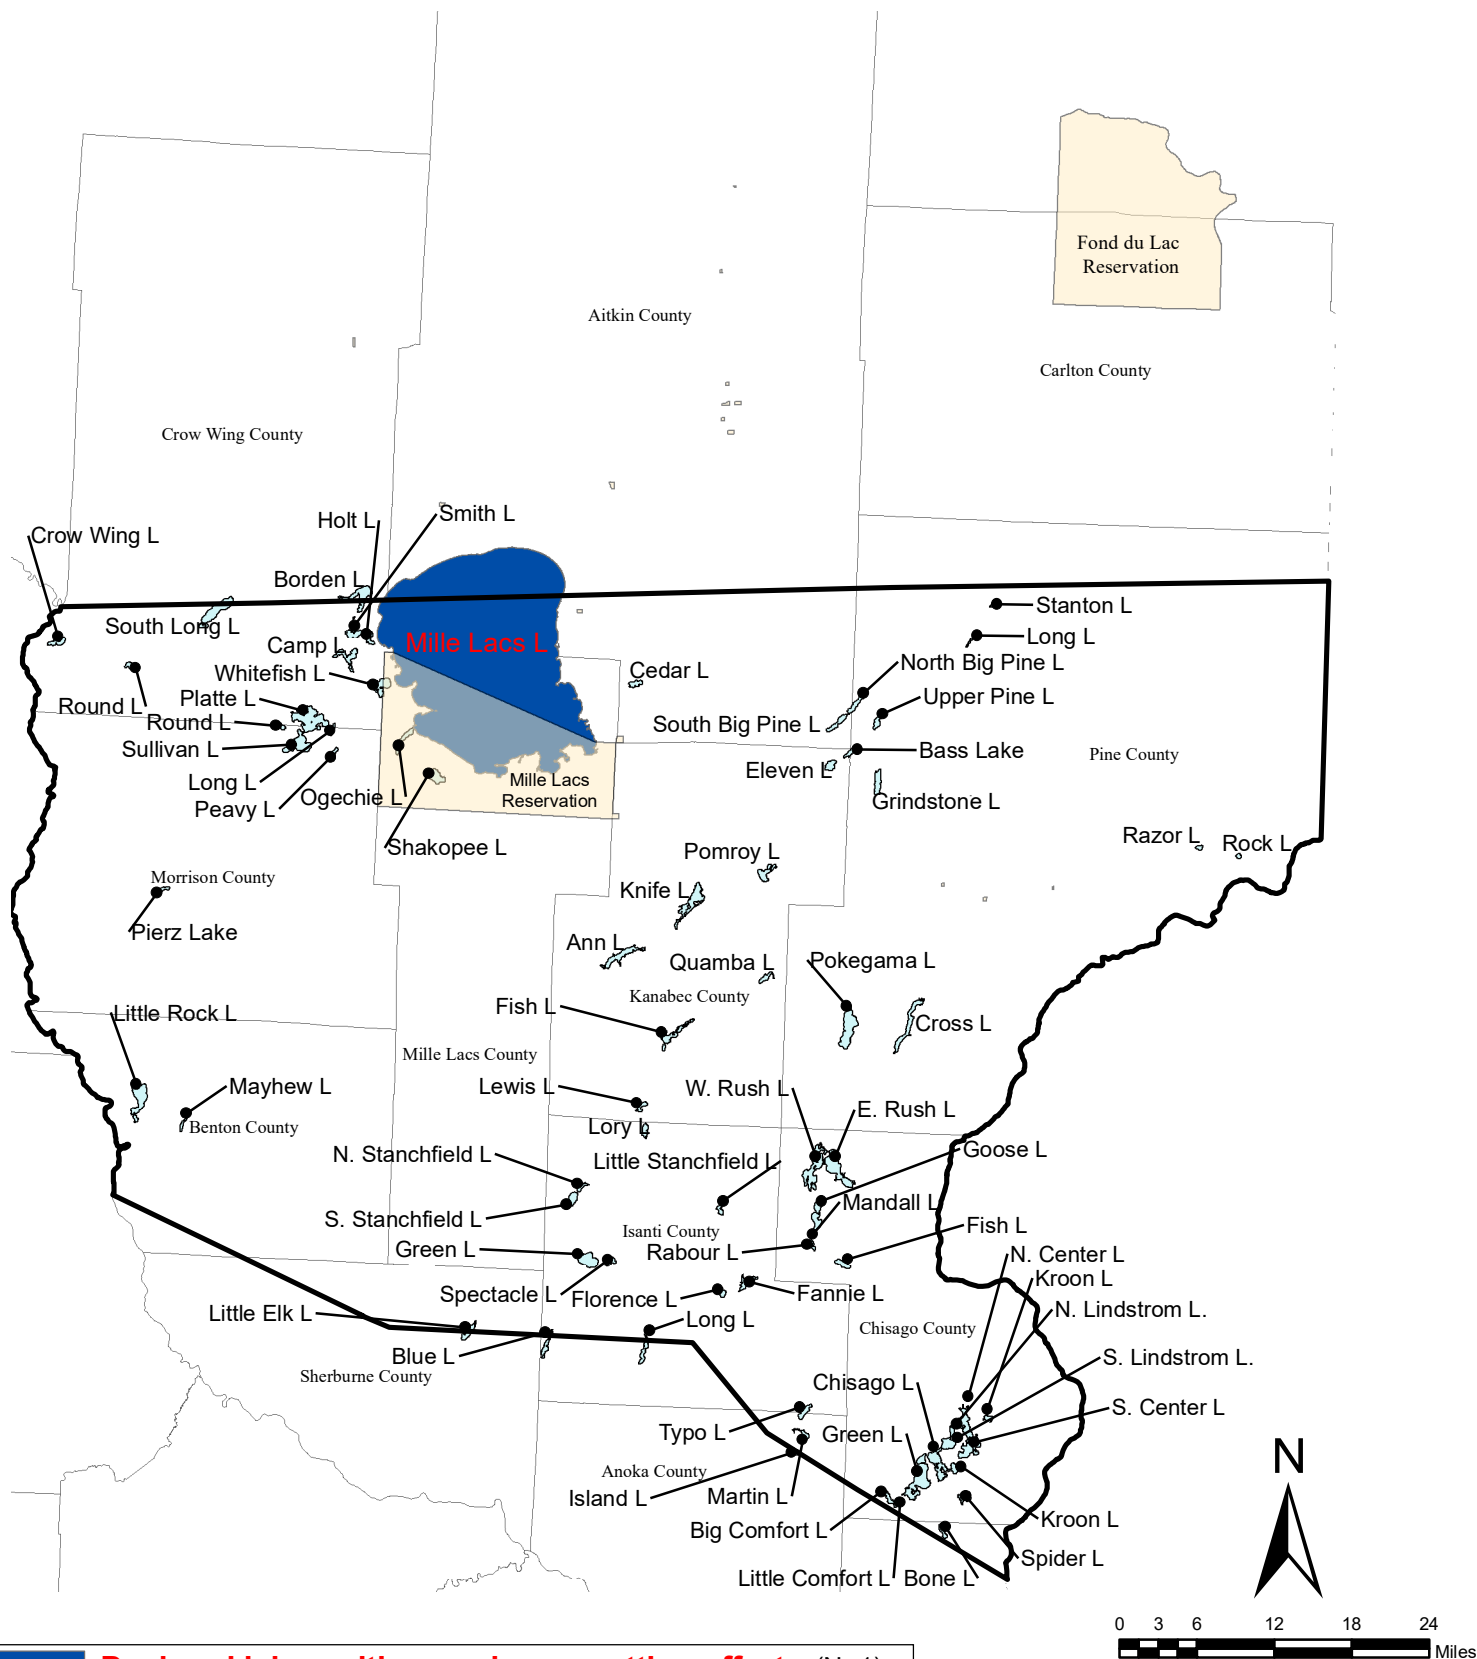 Fond du Lac
Reservation
Aitkin County
Carlton County
Crow Wing County
Holt L
Smith L
Crow Wing L
Borden L
South Long L
Camp L
Mille Lacs L
Stanton L
Long L
Whitefish L
Cedar L
North Big Pine L
Round L
Platte L
Upper Pine L
Round L
South Big Pine L
Sullivan L
Bass Lake
Pine County
Long L
Eleven L
Mille Lacs
Reservation
Peavy L
Ogechie L
Grindstone L
Shakopee L
Razor L
Rock L
Pomroy L
Morrison County
Knife L
Pierz Lake
Ann L
Quamba L
Pokegama L
Kanabec County
Fish L
Little Rock L
Cross L
Mille Lacs County
Mayhew L
Lewis L
W. Rush L
E. Rush L
Benton County
Lory L
N. Stanchfield L
Little Stanchfield L
Goose L
Mandall L
S. Stanchfield L
Isanti County
Fish L
Green L
Rabour L
N. Center L
Kroon L
Spectacle L
Florence L
Fannie L
N. Lindstrom L.
Little Elk L
Long L
Chisago County
Blue L
S. Lindstrom L.
Sherburne County
Chisago L
S. Center L
Typo L
Green L
Anoka County
Island L
Martin L
Big Comfort L
Kroon L
Spider L
Little Comfort L
Bone L
N
0 3 6 12 18 24
Miles